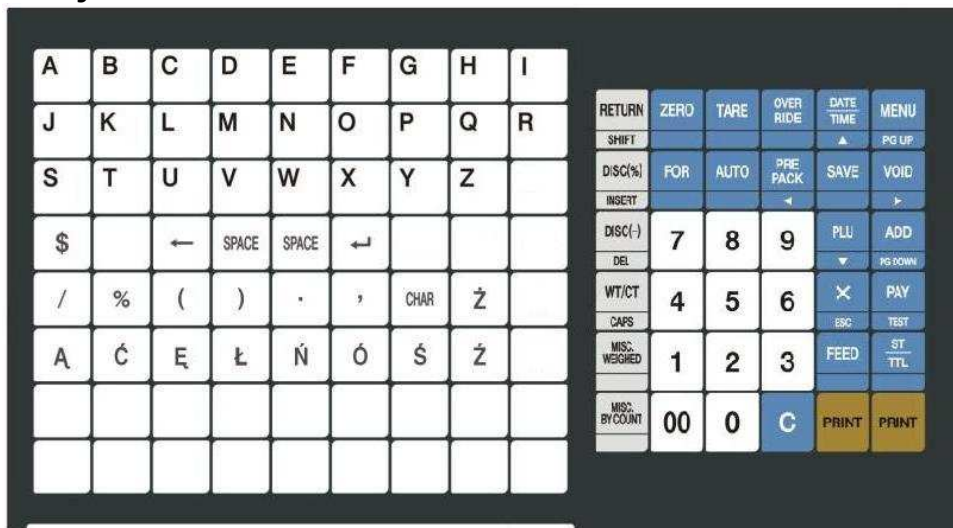 A B C D E F G H I
J K L M N O P Q R
S T U V W X Y Z
$ ← SPACE SPACE ↵
/ % ( ) . , CHAR Ż
Ą Ć Ę Ł Ń Ó Ś Ź
RETURN ZERO TARE OVER RIDE DATE TIME MENU
SHIFT ▲ PG UP
DISC(%) FOR AUTO PRE PACK SAVE VOID
INSERT ◄ ►
DISC(-) 7 8 9 PLU ADD
DEL ▼ PG DOWN
WT/CT 4 5 6 × PAY
CAPS ESC TEST
MISC. WEIGHED 1 2 3 FEED ST TTL
MISC. BY COUNT 00 0 C PRINT PRINT